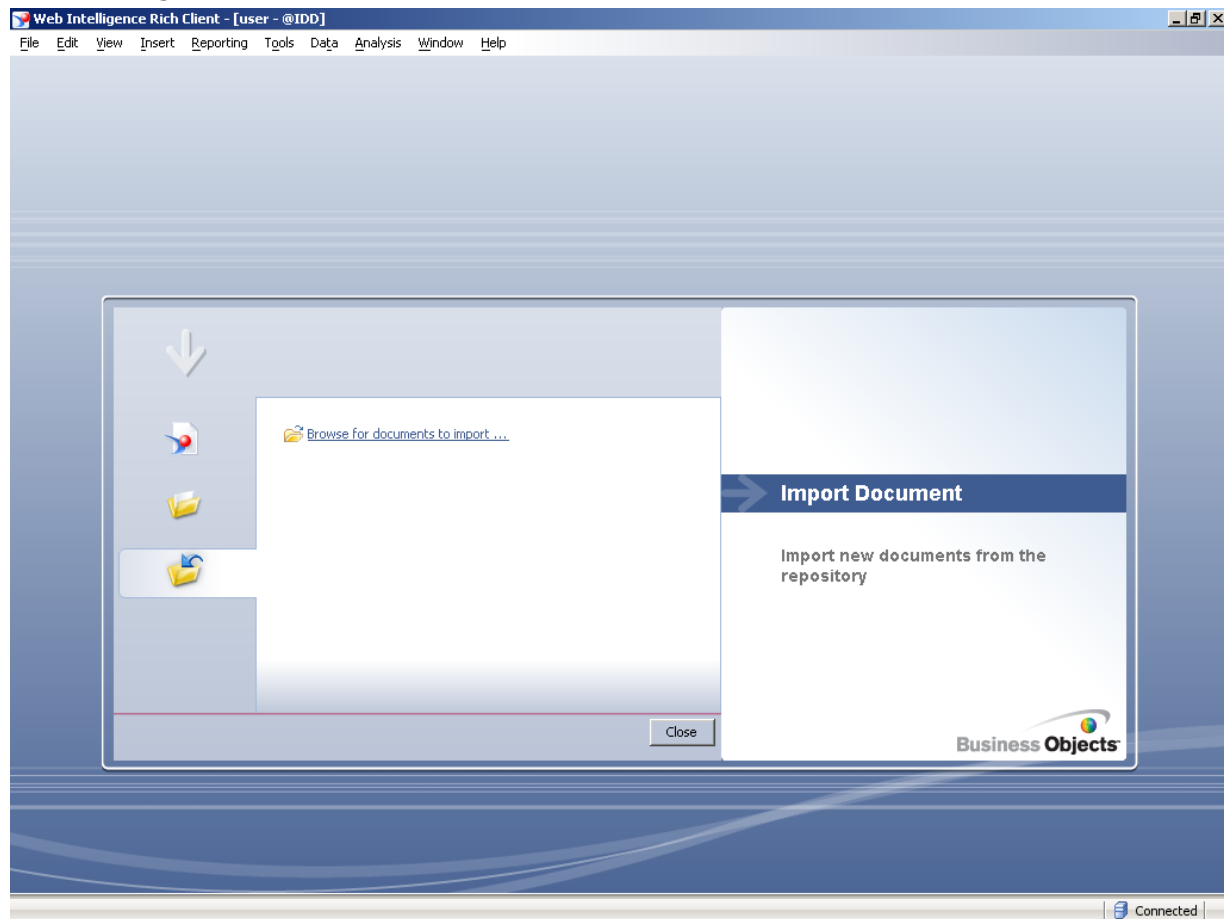 Web Intelligence Rich Client - [user - @IDD]
File Edit View Insert Reporting Tools Data Analysis Window Help
Browse for documents to import ...
Import Document
Import new documents from the
repository
Close
Business Objects
Connected